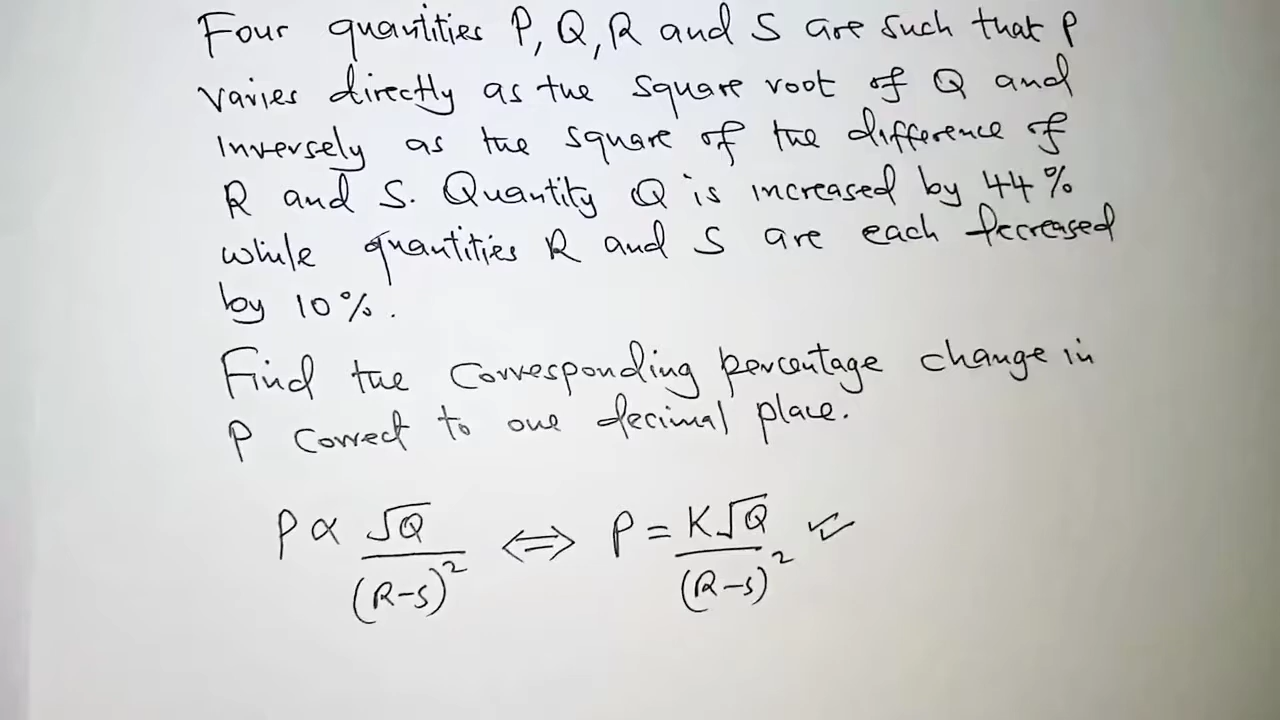 Four quantities P, Q, R and S are such that P
varies directly as the square root of Q and
Inversely as the square of the difference of
R and S. Quantity Q is increased by 44%
while quantities R and S are each decreased
by 10%.
Find the corresponding percentage change in
P correct to one decimal place.
P ∝ √Q / (R-S)² ⇔ P = K√Q / (R-S)² ✓